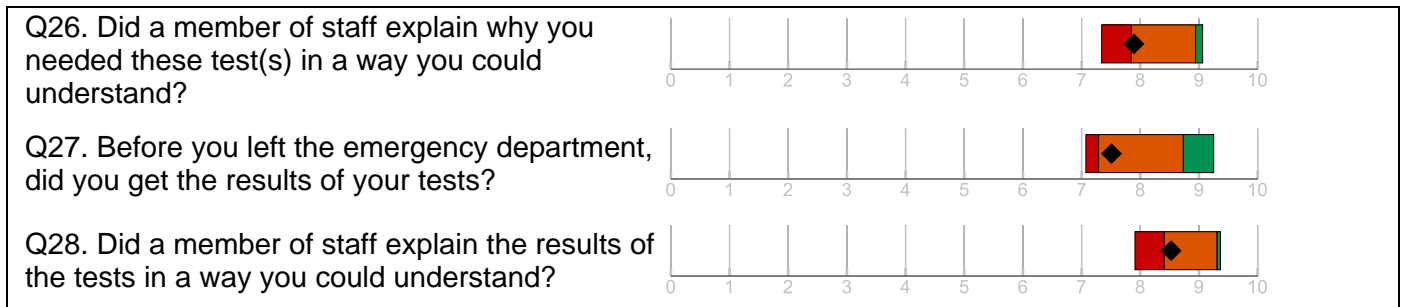 Q26. Did a member of staff explain why you
needed these test(s) in a way you could
understand?
0 1 2 3 4 5 6 7 8 9 10
Q27. Before you left the emergency department,
did you get the results of your tests?
0 1 2 3 4 5 6 7 8 9 10
Q28. Did a member of staff explain the results of
the tests in a way you could understand?
0 1 2 3 4 5 6 7 8 9 10